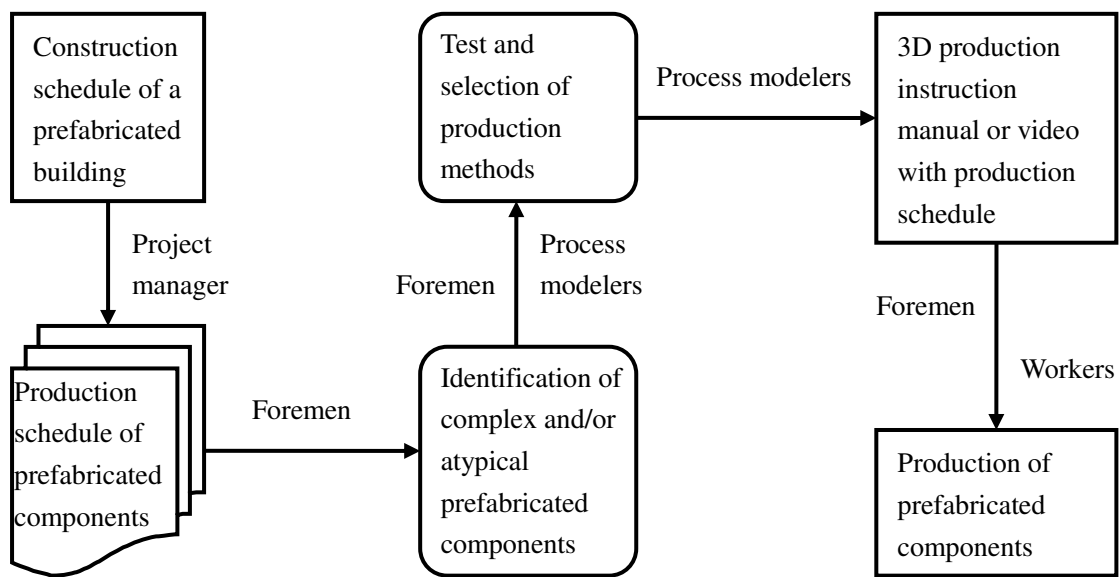 Construction
schedule of a
prefabricated
building
Project
manager
Production
schedule of
prefabricated
components
Foremen
Identification of
complex and/or
atypical
prefabricated
components
Foremen
Process
modelers
Test and
selection of
production
methods
Process modelers
3D production
instruction
manual or video
with production
schedule
Foremen
Workers
Production of
prefabricated
components